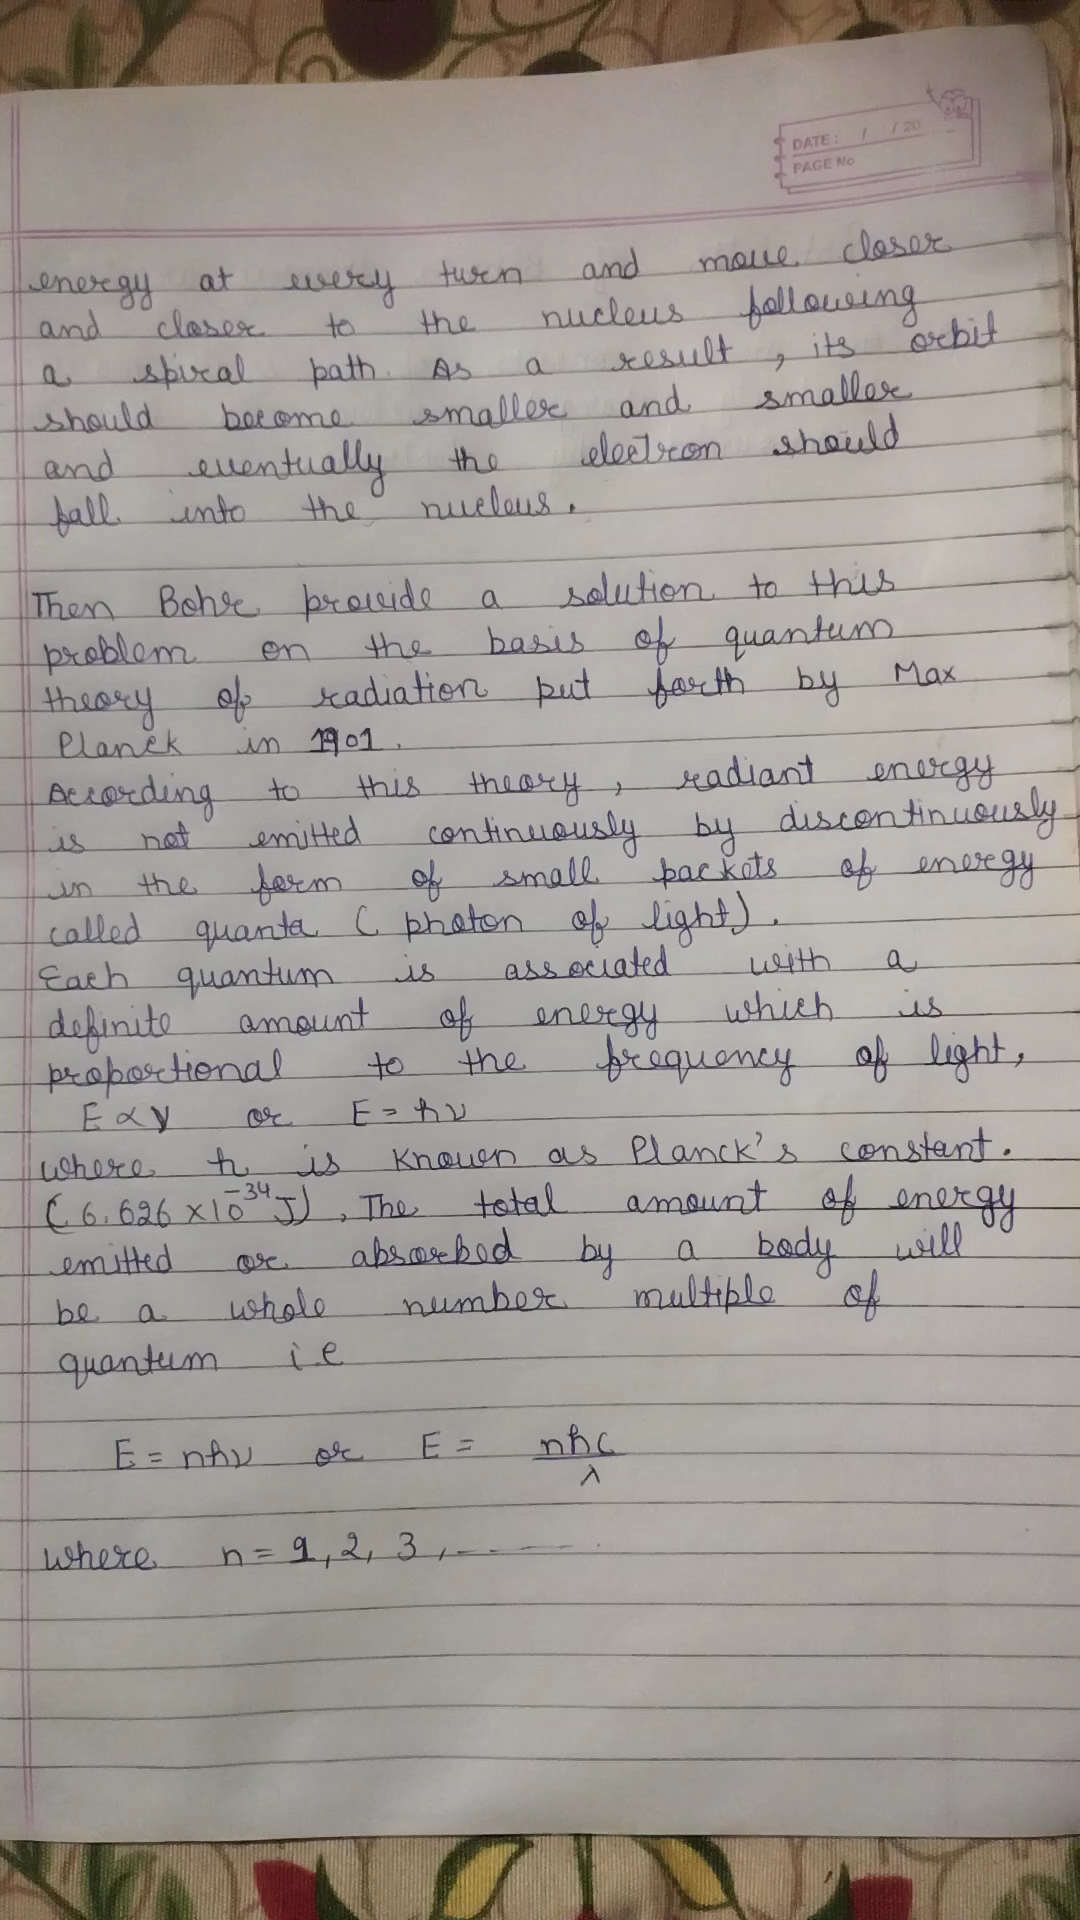 DATE: / / 20
PAGE No
energy at every turn and move closer
and closer to the nucleus following
a spiral path. As a result, its orbit
should become smaller and smaller
and eventually the electron should
fall into the nucleus.
Then Bohr provide a solution to this
problem on the basis of quantum
theory of radiation put forth by Max
Planck in 1901.
According to this theory, radiant energy
is not emitted continuously by discontinuously
in the form of small packets of energy
called quanta (photon of light).
Each quantum is associated with a
definite amount of energy which is
proportional to the frequency of light,
E ∝ ν or E = hν
where h is known as Planck's constant.
(6.626 × 10⁻³⁴ J), The total amount of energy
emitted or absorbed by a body will
be a whole number multiple of
quantum i e
E = nhν or E = nhc
λ
where n = 1, 2, 3, -----